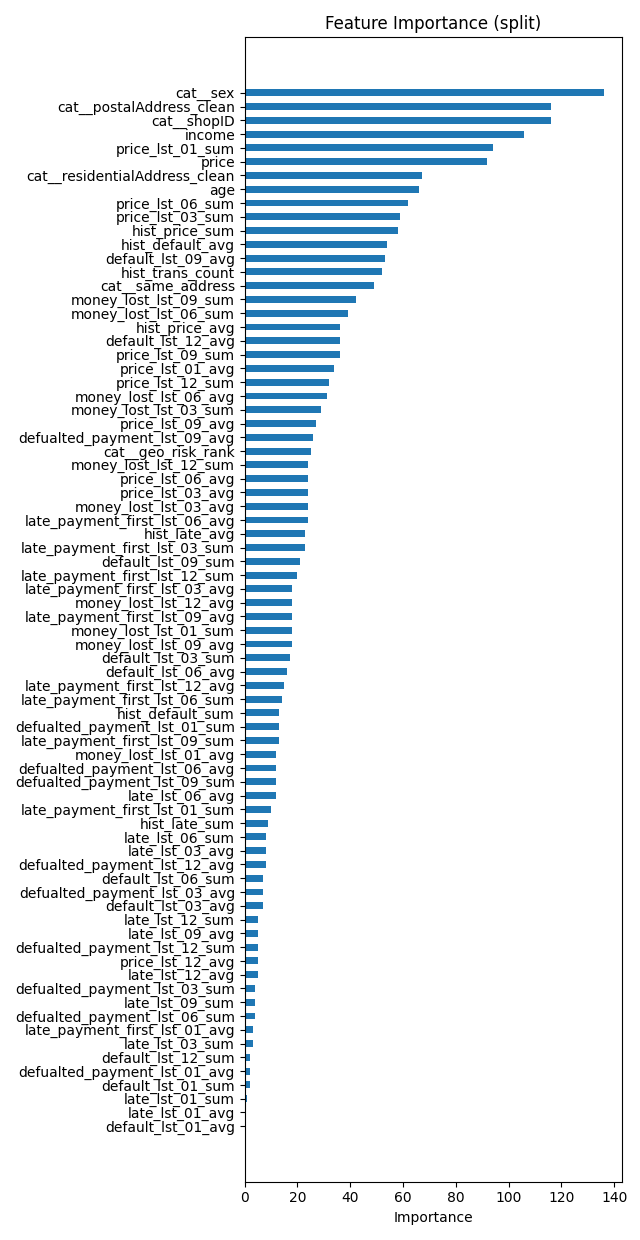 Feature Importance (split)
cat__sex
cat__postalAddress_clean
cat__shopID
income
price_lst_01_sum
price
cat__residentialAddress_clean
age
price_lst_06_sum
price_lst_03_sum
hist_price_sum
hist_default_avg
default_lst_09_avg
hist_trans_count
cat__same_address
money_lost_lst_09_sum
money_lost_lst_06_sum
hist_price_avg
default_lst_12_avg
price_lst_09_sum
price_lst_01_avg
price_lst_12_sum
money_lost_lst_06_avg
money_lost_lst_03_sum
price_lst_09_avg
defualted_payment_lst_09_avg
cat__geo_risk_rank
money_lost_lst_12_sum
price_lst_06_avg
price_lst_03_avg
money_lost_lst_03_avg
late_payment_first_lst_06_avg
hist_late_avg
late_payment_first_lst_03_sum
default_lst_09_sum
late_payment_first_lst_12_sum
late_payment_first_lst_03_avg
money_lost_lst_12_avg
late_payment_first_lst_09_avg
money_lost_lst_01_sum
money_lost_lst_09_avg
default_lst_03_sum
default_lst_06_avg
late_payment_first_lst_12_avg
late_payment_first_lst_06_sum
hist_default_sum
defualted_payment_lst_01_sum
late_payment_first_lst_09_sum
money_lost_lst_01_avg
defualted_payment_lst_06_avg
defualted_payment_lst_09_sum
late_lst_06_avg
late_payment_first_lst_01_sum
hist_late_sum
late_lst_06_sum
late_lst_03_avg
defualted_payment_lst_12_avg
default_lst_06_sum
defualted_payment_lst_03_avg
default_lst_03_avg
late_lst_12_sum
late_lst_09_avg
defualted_payment_lst_12_sum
price_lst_12_avg
late_lst_12_avg
defualted_payment_lst_03_sum
late_lst_09_sum
defualted_payment_lst_06_sum
late_payment_first_lst_01_avg
late_lst_03_sum
default_lst_12_sum
defualted_payment_lst_01_avg
default_lst_01_sum
late_lst_01_sum
late_lst_01_avg
default_lst_01_avg
0 20 40 60 80 100 120 140
Importance